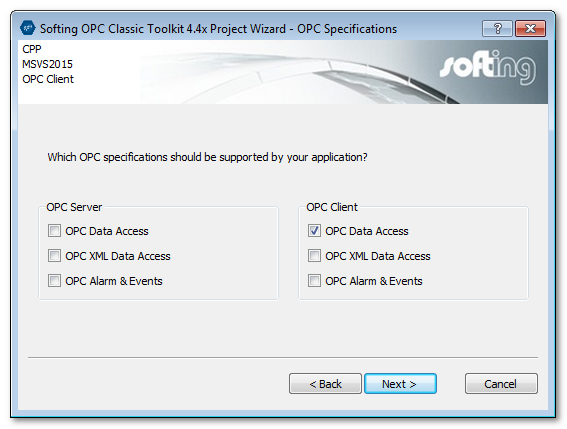 Softing OPC Classic Toolkit 4.4x Project Wizard - OPC Specifications
CPP
MSVS2015
OPC Client
softing
Which OPC specifications should be supported by your application?
OPC Server
OPC Data Access
OPC XML Data Access
OPC Alarm & Events
OPC Client
OPC Data Access
OPC XML Data Access
OPC Alarm & Events
< Back
Next >
Cancel